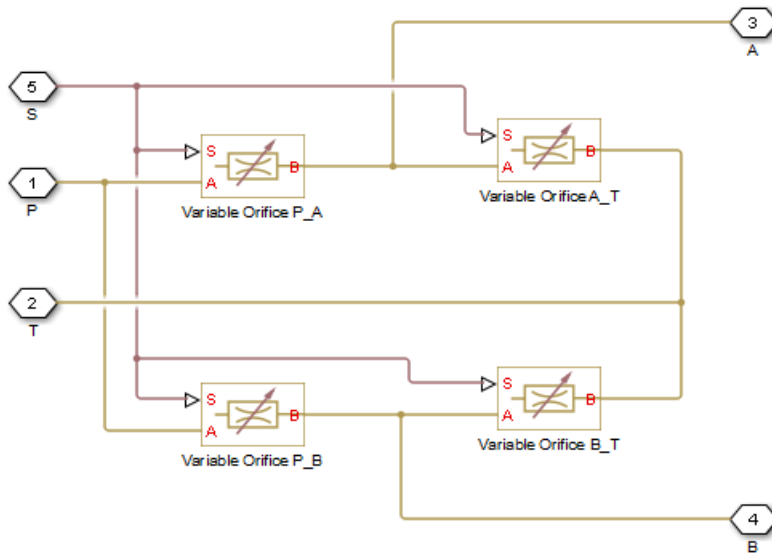 3
A
5
S
S
A
B
Variable Orifice P_A
S
A
B
Variable Orifice A_T
1
P
2
T
S
A
B
Variable Orifice P_B
S
A
B
Variable Orifice B_T
4
B